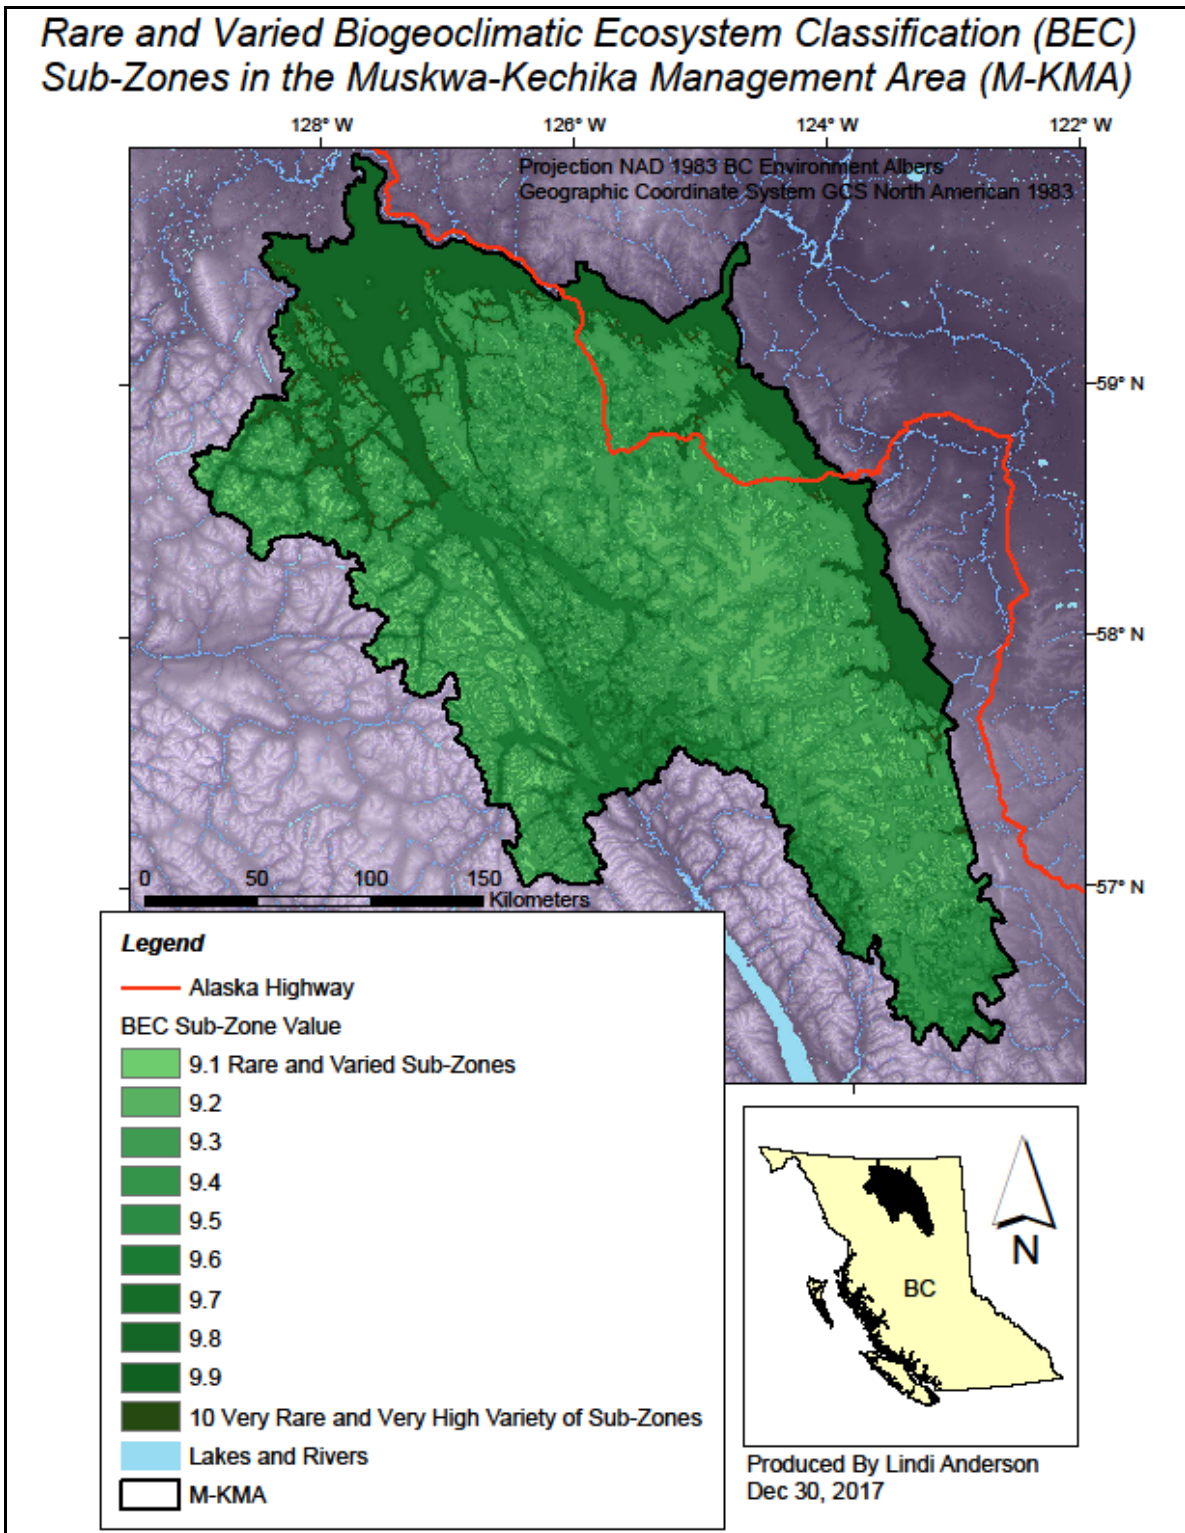 Rare and Varied Biogeoclimatic Ecosystem Classification (BEC)
Sub-Zones in the Muskwa-Kechika Management Area (M-KMA)
128° W
126° W
124° W
122° W
Projection NAD 1983 BC Environment Albers
Geographic Coordinate System GCS North American 1983
59° N
58° N
57° N
0 50 100 150
Kilometers
Legend
Alaska Highway
BEC Sub-Zone Value
9.1 Rare and Varied Sub-Zones
9.2
9.3
9.4
9.5
9.6
9.7
9.8
9.9
10 Very Rare and Very High Variety of Sub-Zones
Lakes and Rivers
M-KMA
BC
N
Produced By Lindi Anderson
Dec 30, 2017